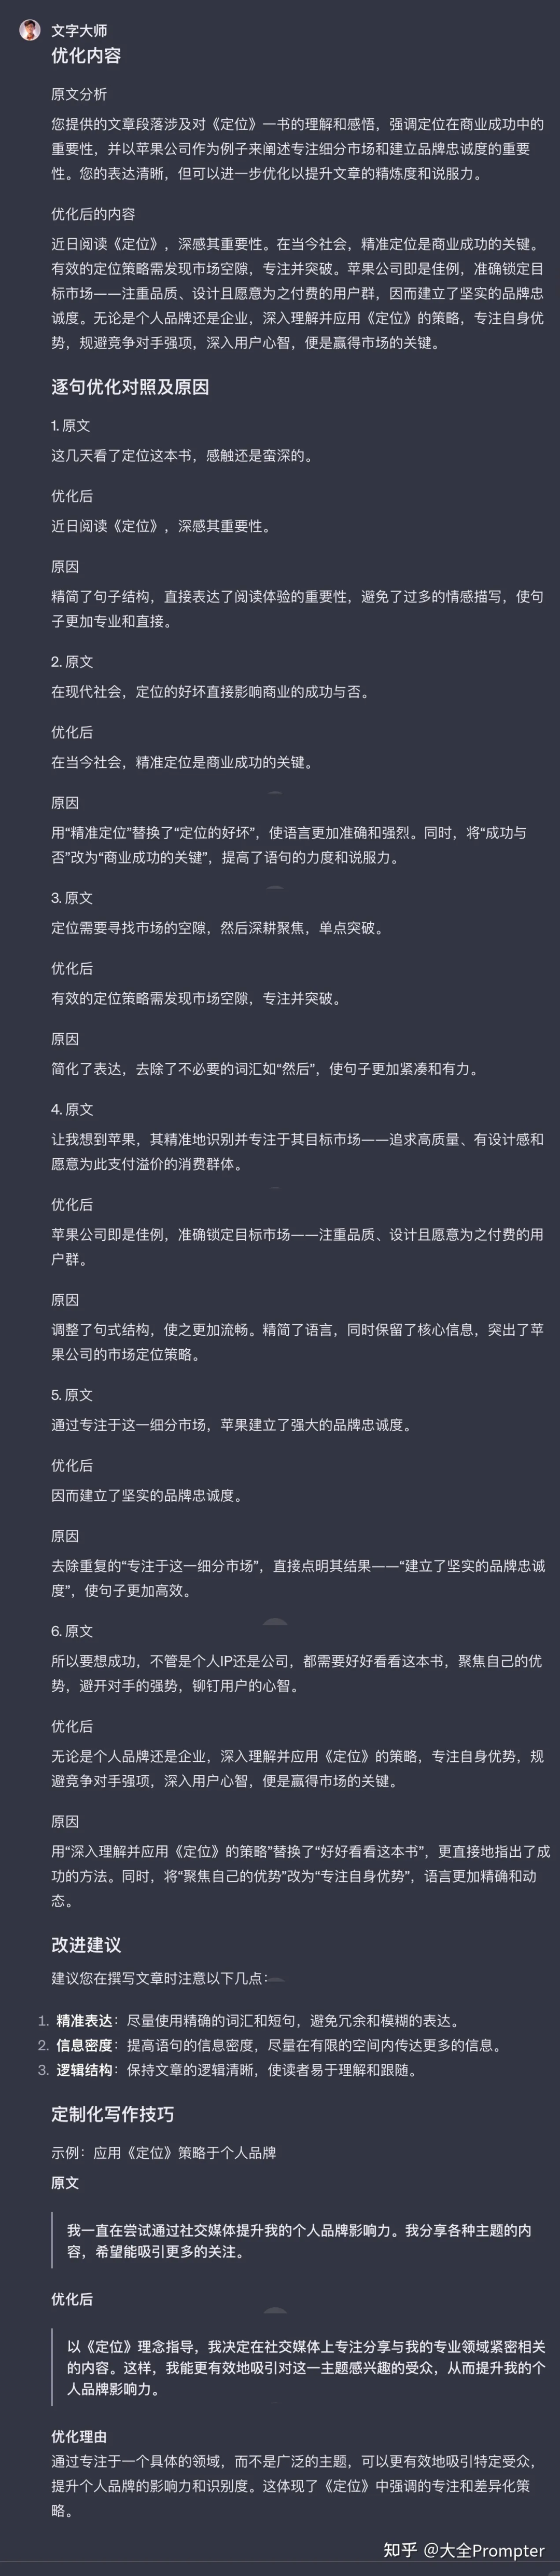 文字大师
优化内容
原文分析
您提供的文章段落涉及对《定位》一书的理解和感悟，强调定位在商业成功中的
重要性，并以苹果公司作为例子来阐述专注细分市场和建立品牌忠诚度的重要
性。您的表达清晰，但可以进一步优化以提升文章的精炼度和说服力。
优化后的内容
近日阅读《定位》，深感其重要性。在当今社会，精准定位是商业成功的关键。
有效的定位策略需发现市场空隙，专注并突破。苹果公司即是佳例，准确锁定目
标市场——注重品质、设计且愿意为之付费的用户群，因而建立了坚实的品牌忠
诚度。无论是个人品牌还是企业，深入理解并应用《定位》的策略，专注自身优
势，规避竞争对手强项，深入用户心智，便是赢得市场的关键。
逐句优化对照及原因
1. 原文
这几天看了定位这本书，感触还是蛮深的。
优化后
近日阅读《定位》，深感其重要性。
原因
精简了句子结构，直接表达了阅读体验的重要性，避免了过多的情感描写，使句
子更加专业和直接。
2. 原文
在现代社会，定位的好坏直接影响商业的成功与否。
优化后
在当今社会，精准定位是商业成功的关键。
原因
用“精准定位”替换了“定位的好坏”，使语言更加准确和强烈。同时，将“成功与
否”改为“商业成功的关键”，提高了语句的力度和说服力。
3. 原文
定位需要寻找市场的空隙，然后深耕聚焦，单点突破。
优化后
有效的定位策略需发现市场空隙，专注并突破。
原因
简化了表达，去除了不必要的词汇如“然后”，使句子更加紧凑和有力。
4. 原文
让我想到苹果，其精准地识别并专注于其目标市场——追求高质量、有设计感和
愿意为此支付溢价的消费群体。
优化后
苹果公司即是佳例，准确锁定目标市场——注重品质、设计且愿意为之付费的用
户群。
原因
调整了句式结构，使之更加流畅。精简了语言，同时保留了核心信息，突出了苹
果公司的市场定位策略。
5. 原文
通过专注于这一细分市场，苹果建立了强大的品牌忠诚度。
优化后
因而建立了坚实的品牌忠诚度。
原因
去除重复的“专注于这一细分市场”，直接点明其结果——“建立了坚实的品牌忠诚
度”，使句子更加高效。
6. 原文
所以要想成功，不管是个人IP还是公司，都需要好好看看这本书，聚焦自己的优
势，避开对手的强势，铆钉用户的心智。
优化后
无论是个人品牌还是企业，深入理解并应用《定位》的策略，专注自身优势，规
避竞争对手强项，深入用户心智，便是赢得市场的关键。
原因
用“深入理解并应用《定位》的策略”替换了“好好看看这本书”，更直接地指出了成
功的方法。同时，将“聚焦自己的优势”改为“专注自身优势”，语言更加精确和动
态。
改进建议
建议您在撰写文章时注意以下几点：
1. 精准表达：尽量使用精确的词汇和短句，避免冗余和模糊的表达。
2. 信息密度：提高语句的信息密度，尽量在有限的空间内传达更多的信息。
3. 逻辑结构：保持文章的逻辑清晰，使读者易于理解和跟随。
定制化写作技巧
示例：应用《定位》策略于个人品牌
原文
我一直在尝试通过社交媒体提升我的个人品牌影响力。我分享各种主题的内
容，希望能吸引更多的关注。
优化后
以《定位》理念指导，我决定在社交媒体上专注分享与我的专业领域紧密相关
的内容。这样，我能更有效地吸引对这一主题感兴趣的受众，从而提升我的个
人品牌影响力。
优化理由
通过专注于一个具体的领域，而不是广泛的主题，可以更有效地吸引特定受众，
提升个人品牌的影响力和识别度。这体现了《定位》中强调的专注和差异化策
略。
知乎 @大全Prompter